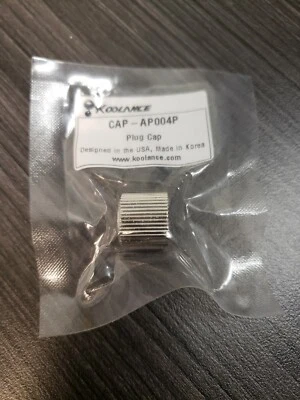 KOOLANCE
CAP-AP004P
Plug Cap
Designed in the USA, Made in Korea
www.koolance.com